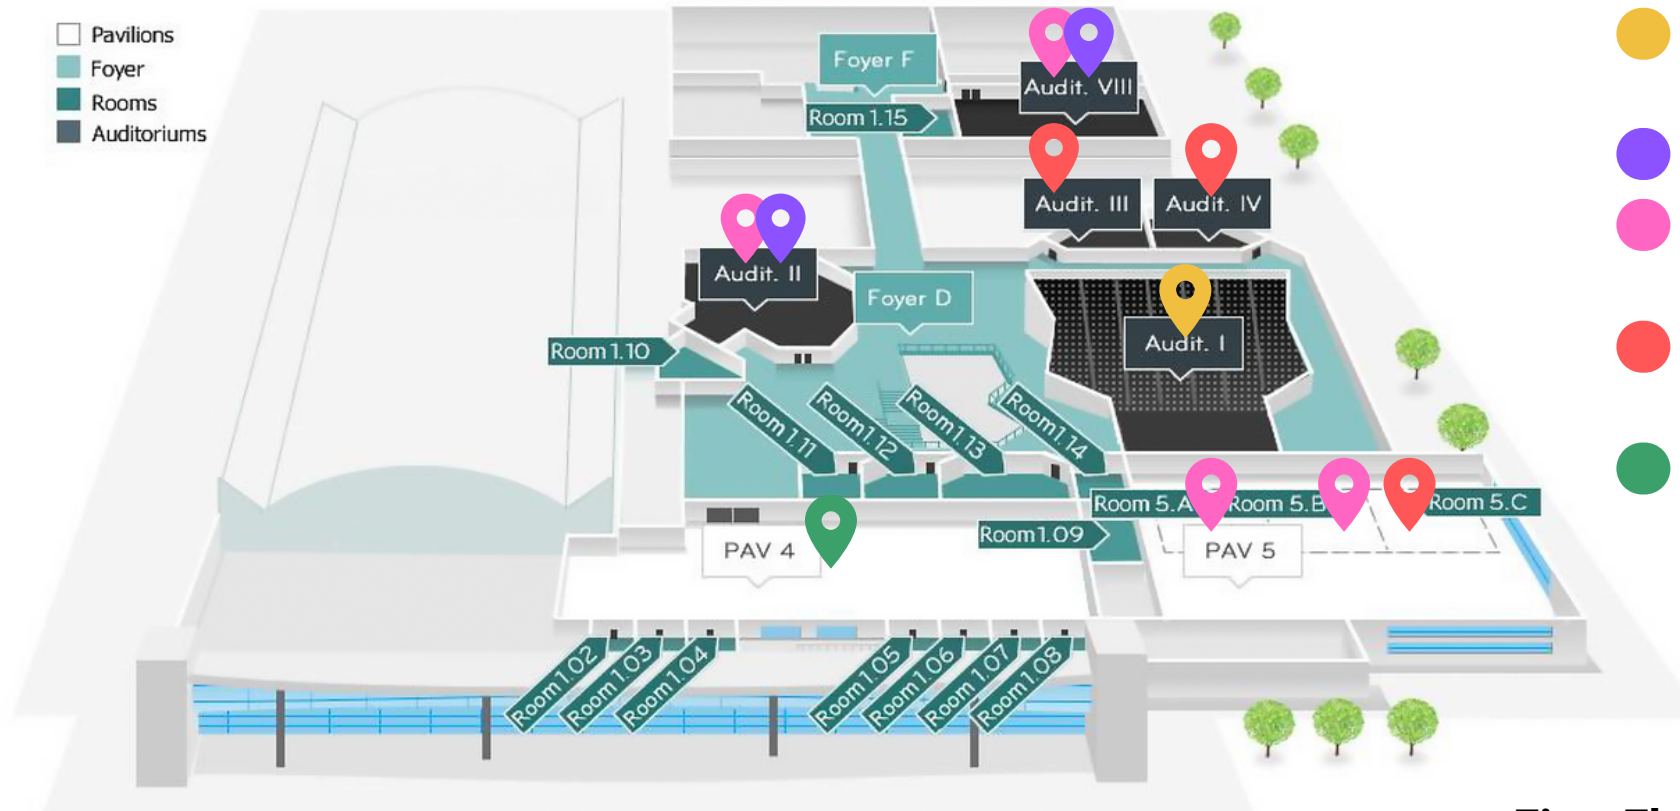 Pavilions
Foyer
Rooms
Auditoriums
Foyer F
Audit. VIII
Room 1.15
Audit. III
Audit. IV
Audit. II
Foyer D
Audit. I
Room 1.10
Room 1.11
Room 1.12
Room 1.13
Room 1.14
Room 5.A
Room 5.B
Room 5.C
Room 1.09
PAV 4
PAV 5
Room 1.02
Room 1.03
Room 1.04
Room 1.05
Room 1.06
Room 1.07
Room 1.08